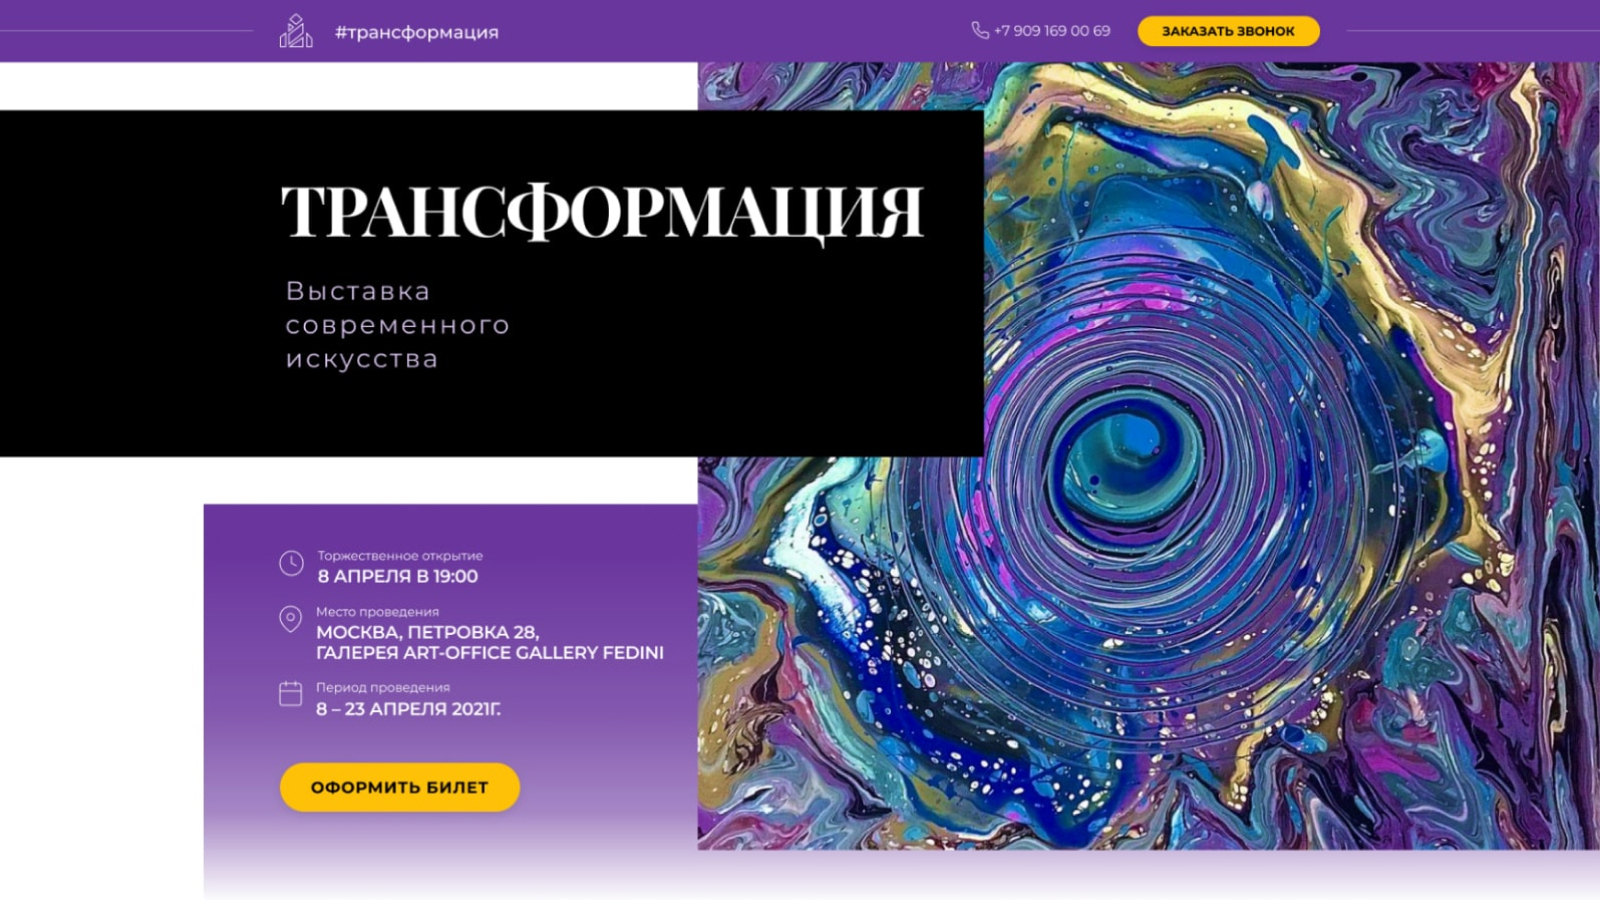 #трансформация
+7 909 169 00 69
ЗАКАЗАТЬ ЗВОНОК
ТРАНСФОРМАЦИЯ
Выставка
современного
искусства
Торжественное открытие
8 АПРЕЛЯ В 19:00
Место проведения
МОСКВА, ПЕТРОВКА 28,
ГАЛЕРЕЯ ART-OFFICE GALLERY FEDINI
Период проведения
8 – 23 АПРЕЛЯ 2021Г.
ОФОРМИТЬ БИЛЕТ